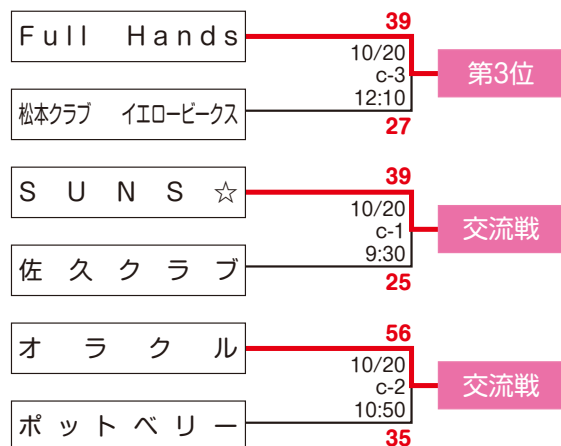 39
Full Hands
10/20
c-3
第3位
12:10
松本クラブ イエロービークス
27
39
SUNS☆
10/20
c-1
交流戦
9:30
佐久クラブ
25
56
オラクル
10/20
c-2
交流戦
10:50
ポットベリー
35